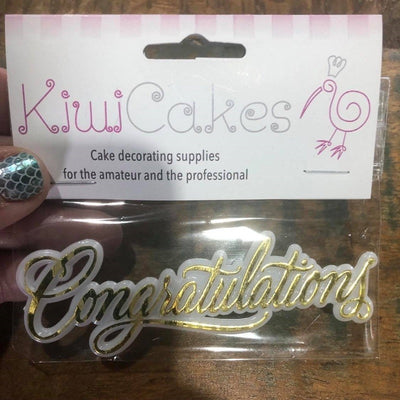 KiwiCakes
Cake decorating supplies
for the amateur and the professional
Congratulations